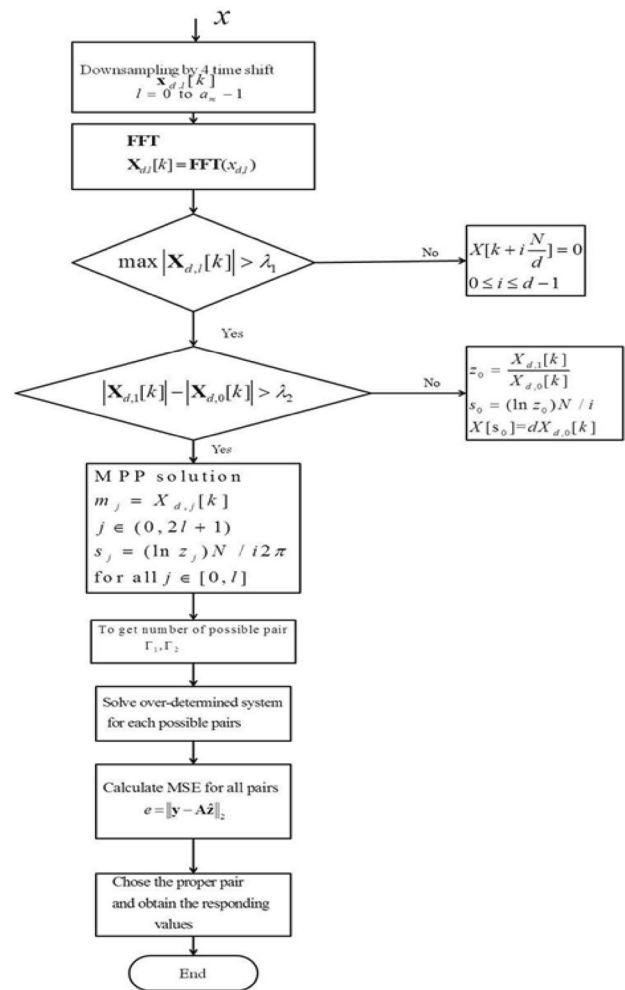 x
Downsampling by 4 time shift
x_{d,l}[k]
l = 0 to a_m − 1
FFT
X_{d,l}[k] = FFT(x_{d,l})
max |X_{d,l}[k]| > λ_1
No
X[k + i N/d] = 0
0 ≤ i ≤ d − 1
Yes
|X_{d,1}[k]| − |X_{d,0}[k]| > λ_2
No
z_0 = X_{d,1}[k] / X_{d,0}[k]
s_0 = (ln z_0)N / i
X[s_0] = dX_{d,0}[k]
Yes
MPP solution
m_j = X_{d,j}[k]
j ∈ (0, 2l + 1)
s_j = (ln z_j)N / i2π
for all j ∈ [0, l]
To get number of possible pair
Γ_1, Γ_2
Solve over-determined system
for each possible pairs
Calculate MSE for all pairs
e = ‖y − Aẑ‖_2
Chose the proper pair
and obtain the responding
values
End